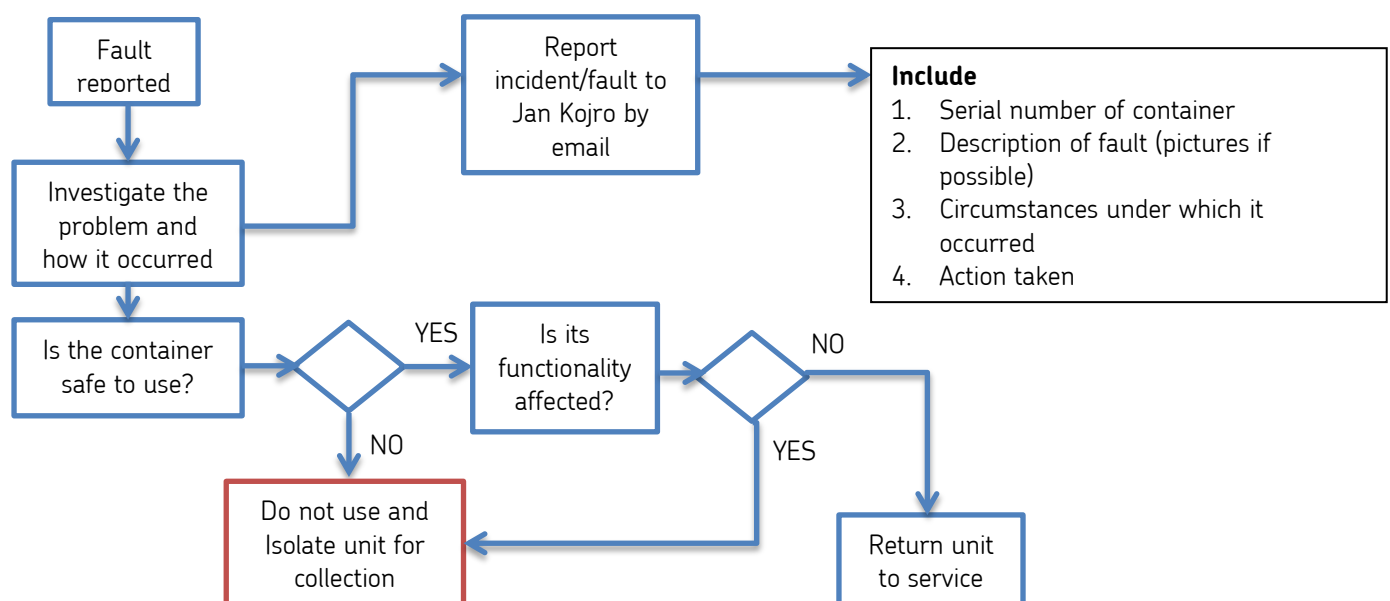 Fault
reported
Report
incident/fault to
Jan Kojro by
email
Include
1. Serial number of container
2. Description of fault (pictures if
possible)
3. Circumstances under which it
occurred
4. Action taken
Investigate the
problem and
how it occurred
Is the container
safe to use?
YES
NO
Is its
functionality
affected?
NO
YES
Do not use and
Isolate unit for
collection
Return unit
to service